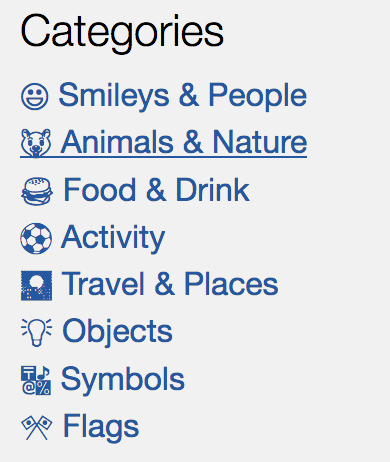 Categories
😃 Smileys & People
🐻 Animals & Nature
🍔 Food & Drink
⚽ Activity
🌇 Travel & Places
💡 Objects
🔣 Symbols
🎌 Flags